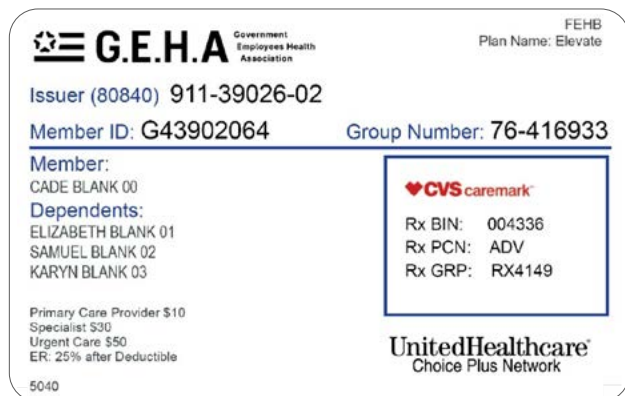 G.E.H.A Government Employees Health Association
FEHB
Plan Name: Elevate
Issuer (80840) 911-39026-02
Member ID: G43902064
Group Number: 76-416933
Member:
CADE BLANK 00
Dependents:
ELIZABETH BLANK 01
SAMUEL BLANK 02
KARYN BLANK 03
CVS caremark
Rx BIN: 004336
Rx PCN: ADV
Rx GRP: RX4149
Primary Care Provider $10
Specialist $30
Urgent Care $50
ER: 25% after Deductible
UnitedHealthcare
Choice Plus Network
5040